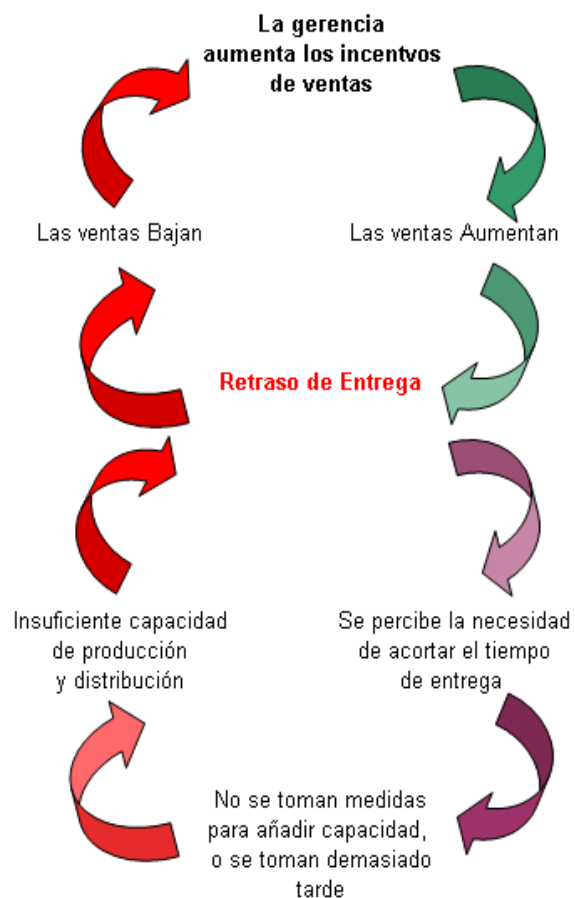 La gerencia
aumenta los incentvos
de ventas
Las ventas Bajan
Las ventas Aumentan
Retraso de Entrega
Insuficiente capacidad
de producción
y distribución
Se percibe la necesidad
de acortar el tiempo
de entrega
No se toman medidas
para añadir capacidad,
o se toman demasiado
tarde